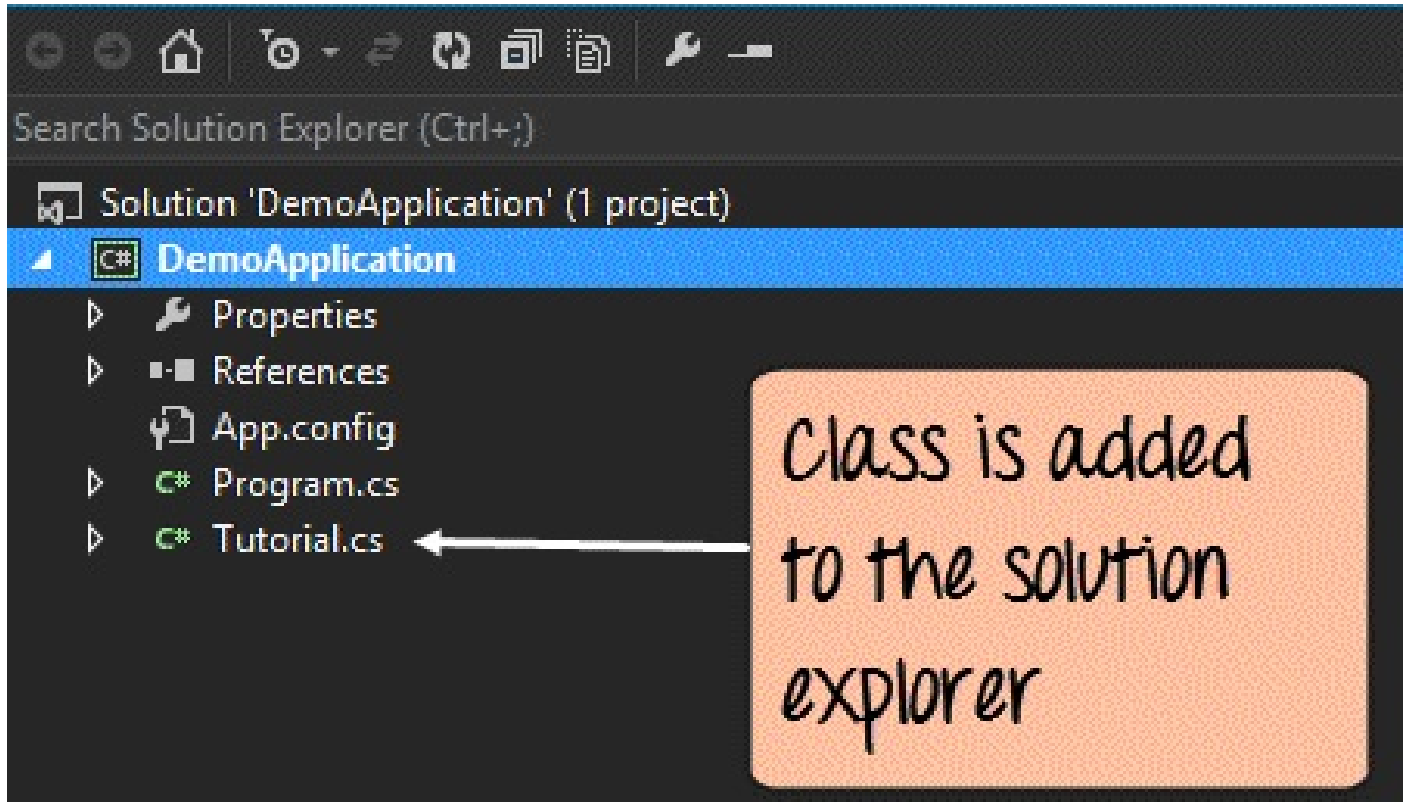 Search Solution Explorer (Ctrl+;)
Solution 'DemoApplication' (1 project)
C# DemoApplication
Properties
References
App.config
C# Program.cs
C# Tutorial.cs
Class is added
to the solution
explorer